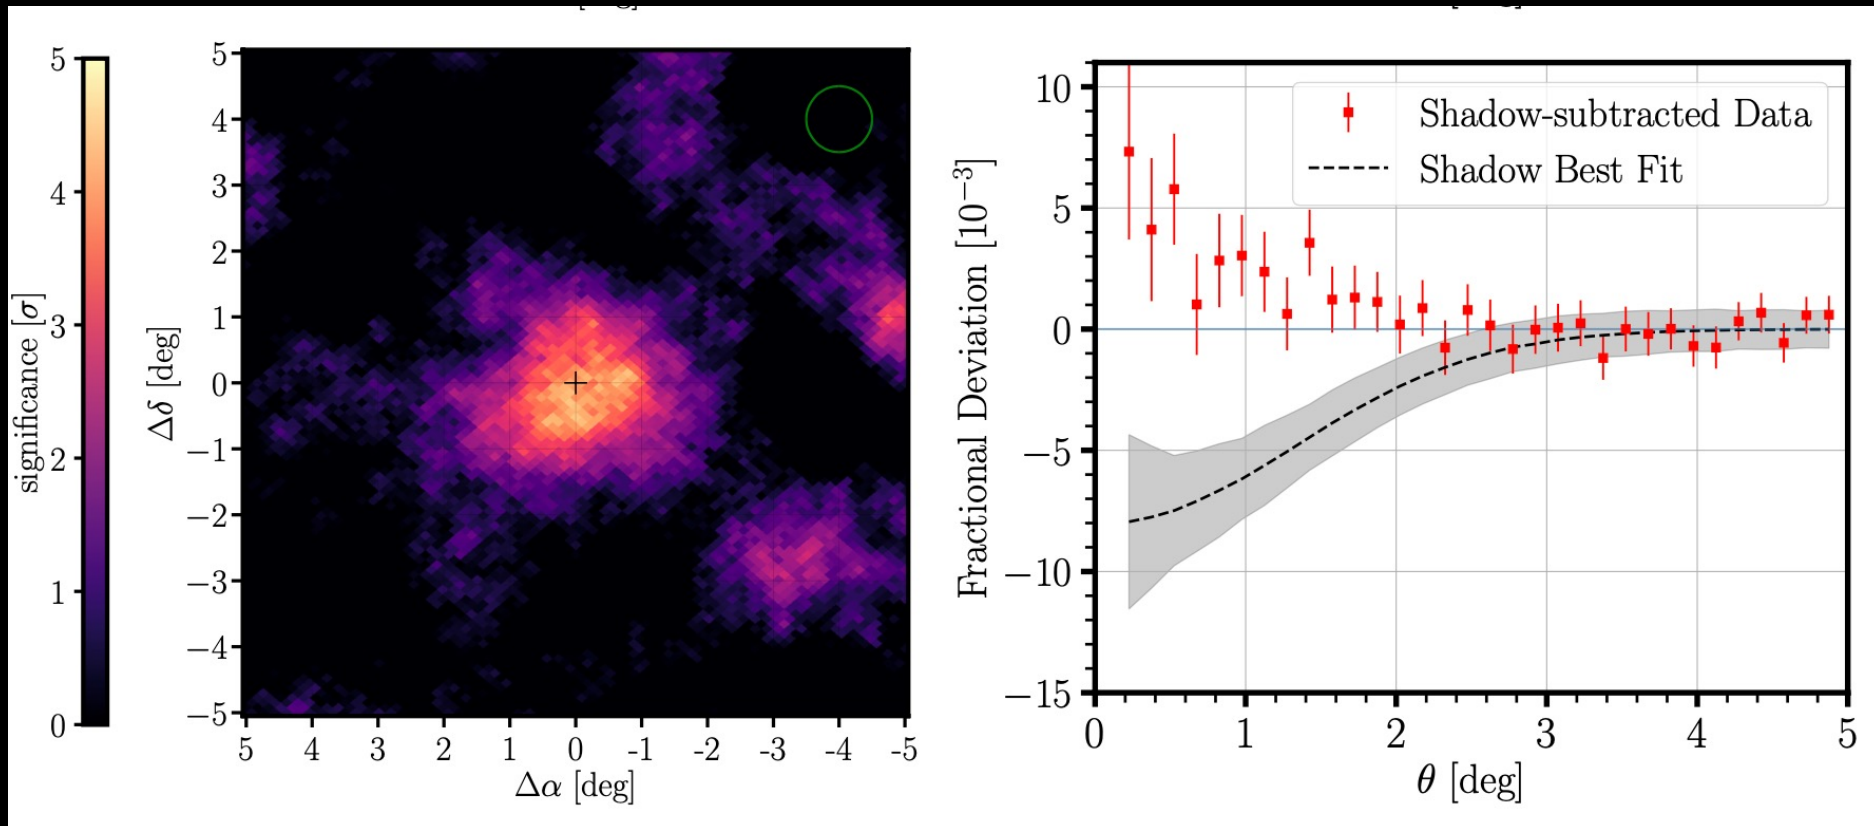 5
4
3
2
1
0
significance [σ]
5
4
3
2
1
0
−1
−2
−3
−4
−5
Δδ [deg]
5 4 3 2 1 0 -1 -2 -3 -4 -5
Δα [deg]
Shadow-subtracted Data
Shadow Best Fit
10
5
0
−5
−10
−15
Fractional Deviation [10⁻³]
0 1 2 3 4 5
θ [deg]